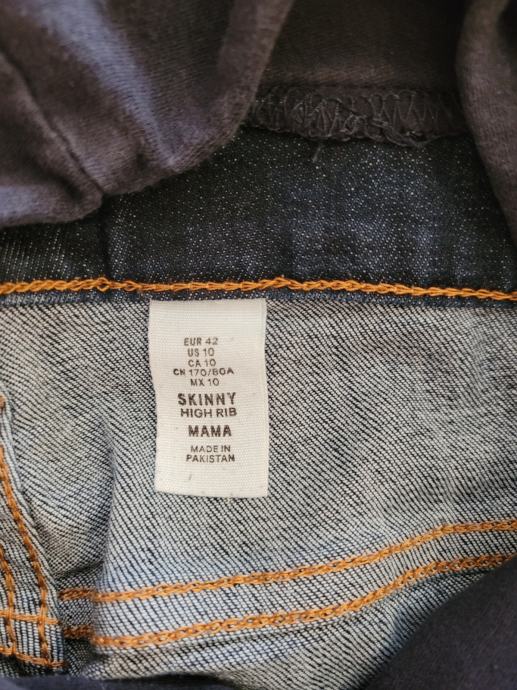 EUR 42
US 10
CA 10
CN 170/80A
MX 10
SKINNY
HIGH RIB
MAMA
MADE IN
PAKISTAN